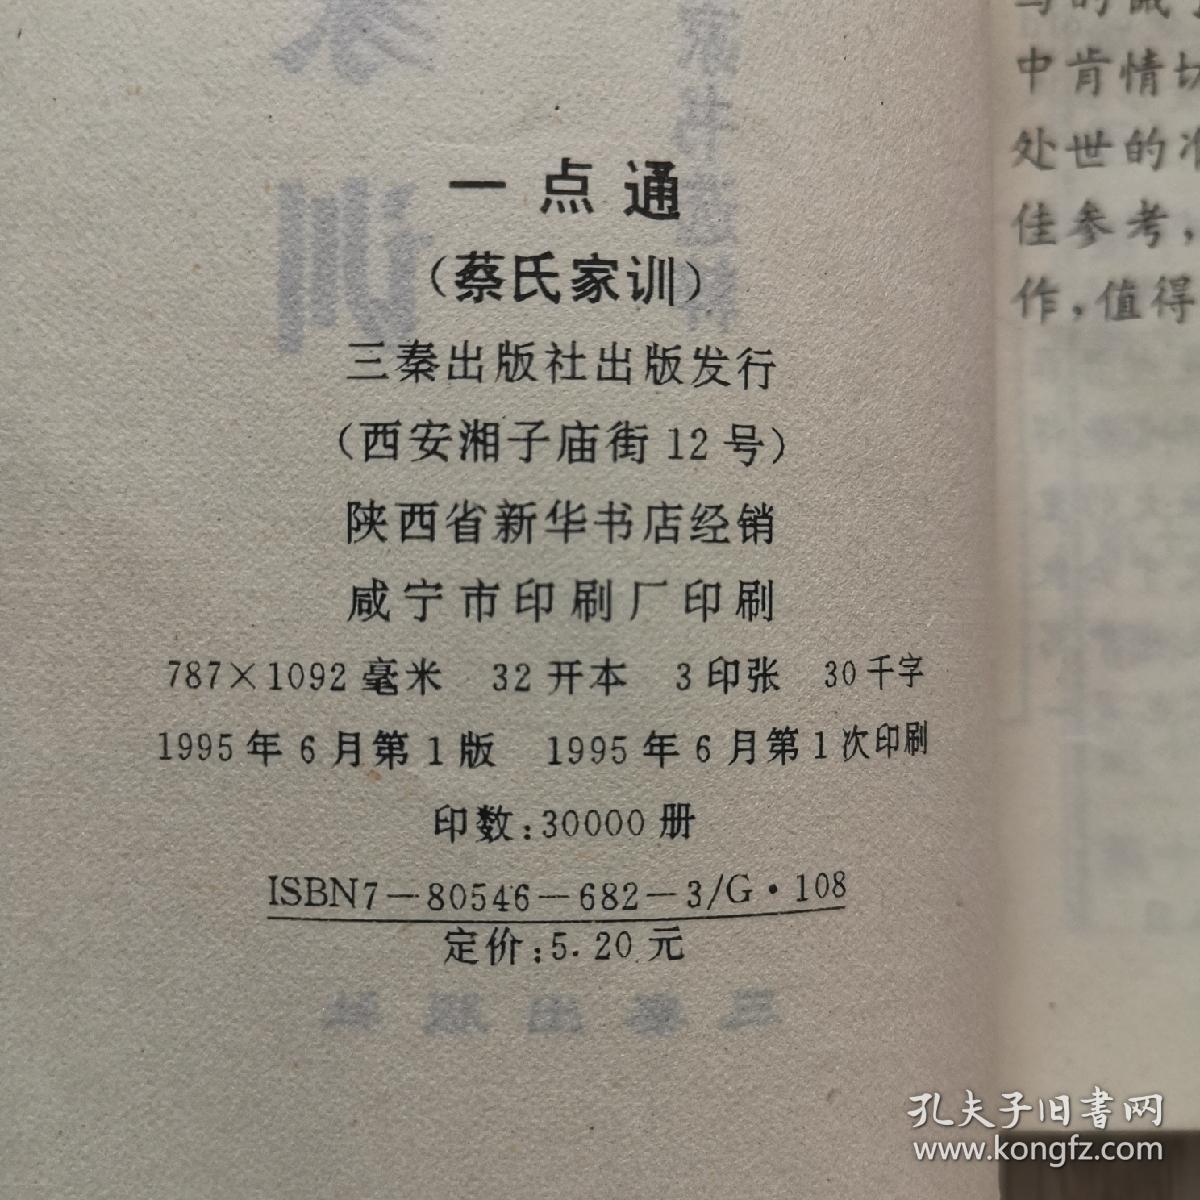 一点通
（蔡氏家训）
三秦出版社出版发行
（西安湘子庙街12号）
陕西省新华书店经销
咸宁市印刷厂印刷
787×1092毫米 32开本 3印张 30千字
1995年6月第1版 1995年6月第1次印刷
印数:30000册
ISBN7—80546—682—3/G·108
定价:5.20元
中肯情切
处世的准
佳参考，
作，值得
孔夫子旧书网
www.kongfz.com